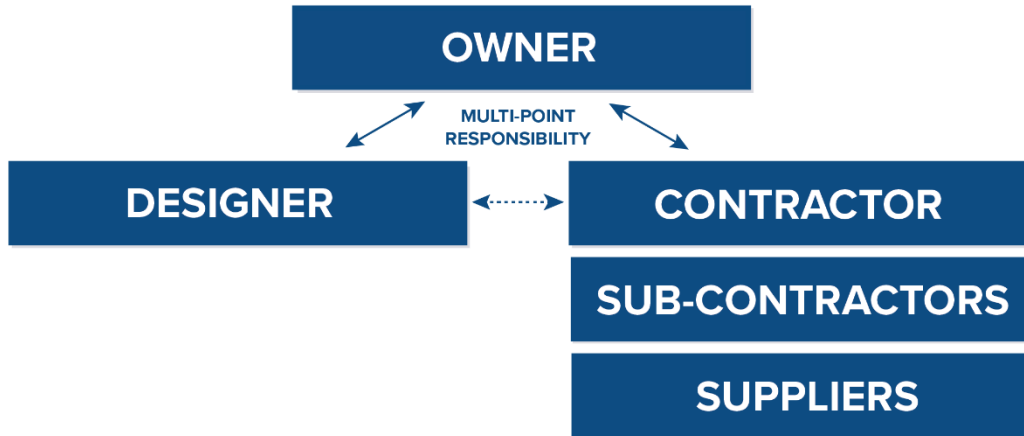 OWNER
MULTI-POINT
RESPONSIBILITY
DESIGNER
CONTRACTOR
SUB-CONTRACTORS
SUPPLIERS